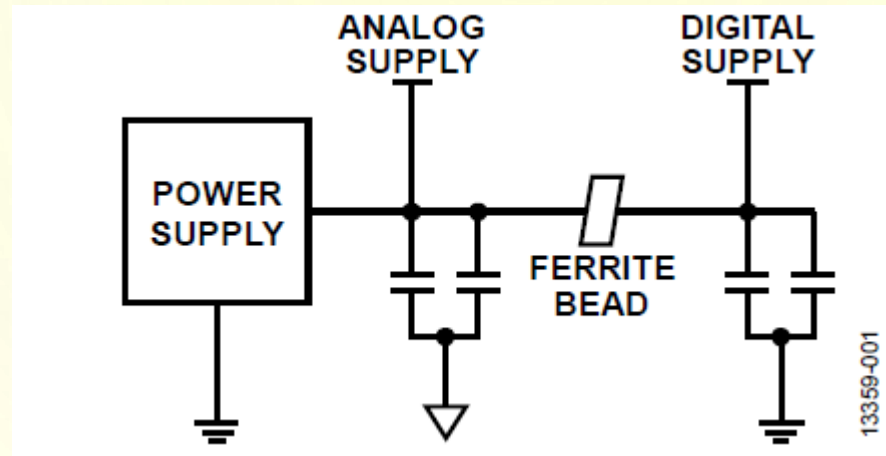 ANALOG
SUPPLY
DIGITAL
SUPPLY
POWER
SUPPLY
FERRITE
BEAD
13359-001